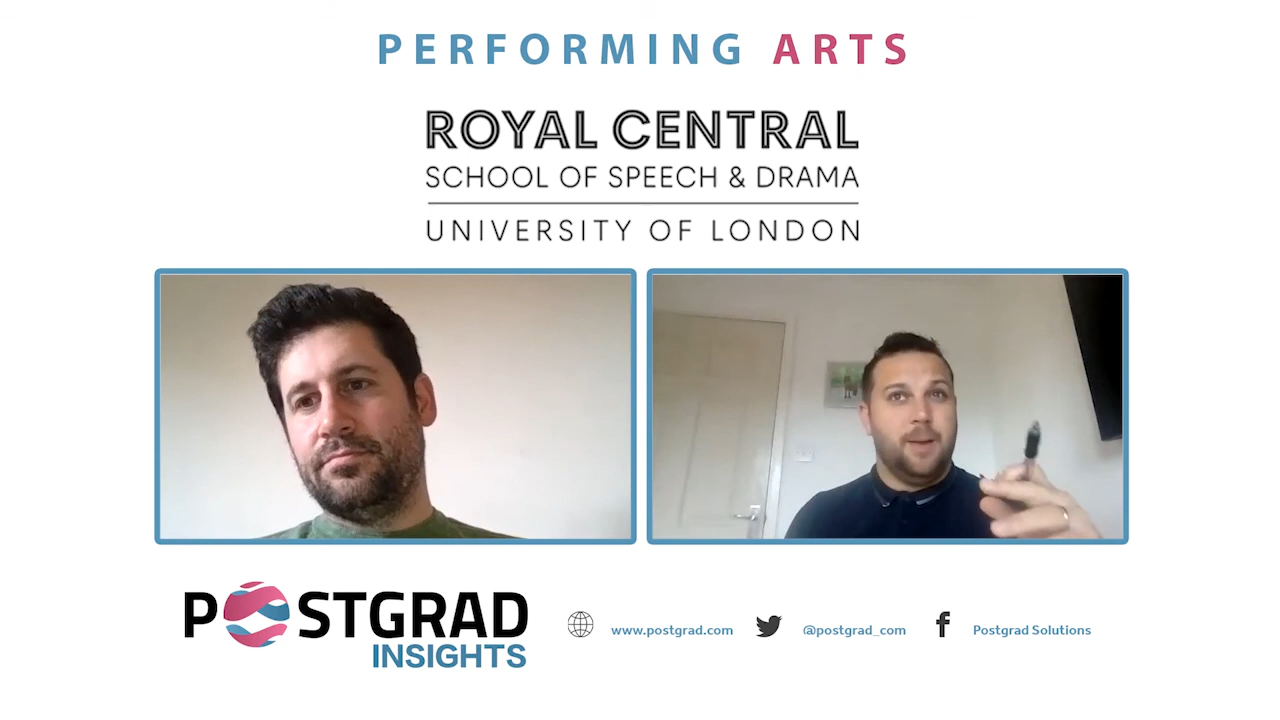 PERFORMING ARTS
ROYAL CENTRAL
SCHOOL OF SPEECH & DRAMA
UNIVERSITY OF LONDON
POSTGRAD
INSIGHTS
www.postgrad.com
@postgrad_com
Postgrad Solutions